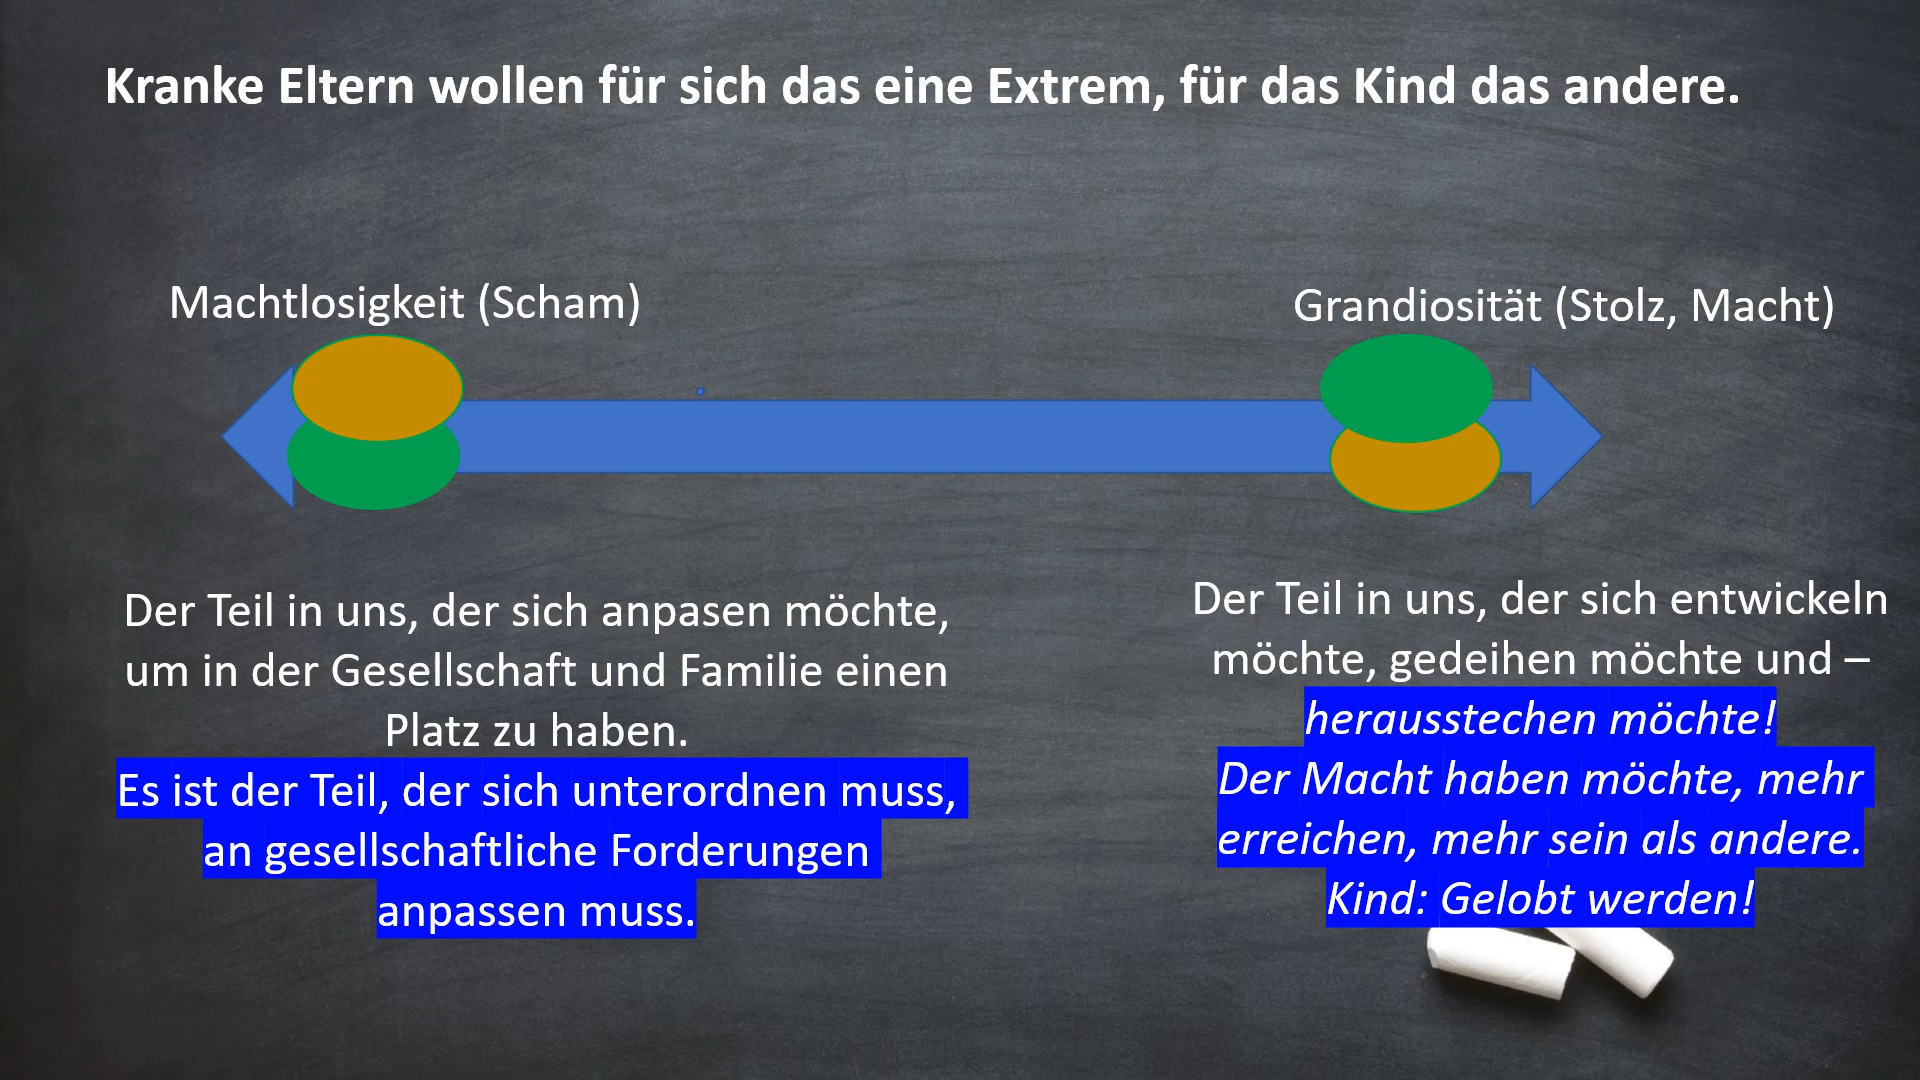 Kranke Eltern wollen für sich das eine Extrem, für das Kind das andere.
Machtlosigkeit (Scham)
Grandiosität (Stolz, Macht)
Der Teil in uns, der sich anpasen möchte,
um in der Gesellschaft und Familie einen
Platz zu haben.
Es ist der Teil, der sich unterordnen muss,
an gesellschaftliche Forderungen
anpassen muss.
Der Teil in uns, der sich entwickeln
möchte, gedeihen möchte und –
herausstechen möchte!
Der Macht haben möchte, mehr
erreichen, mehr sein als andere.
Kind: Gelobt werden!